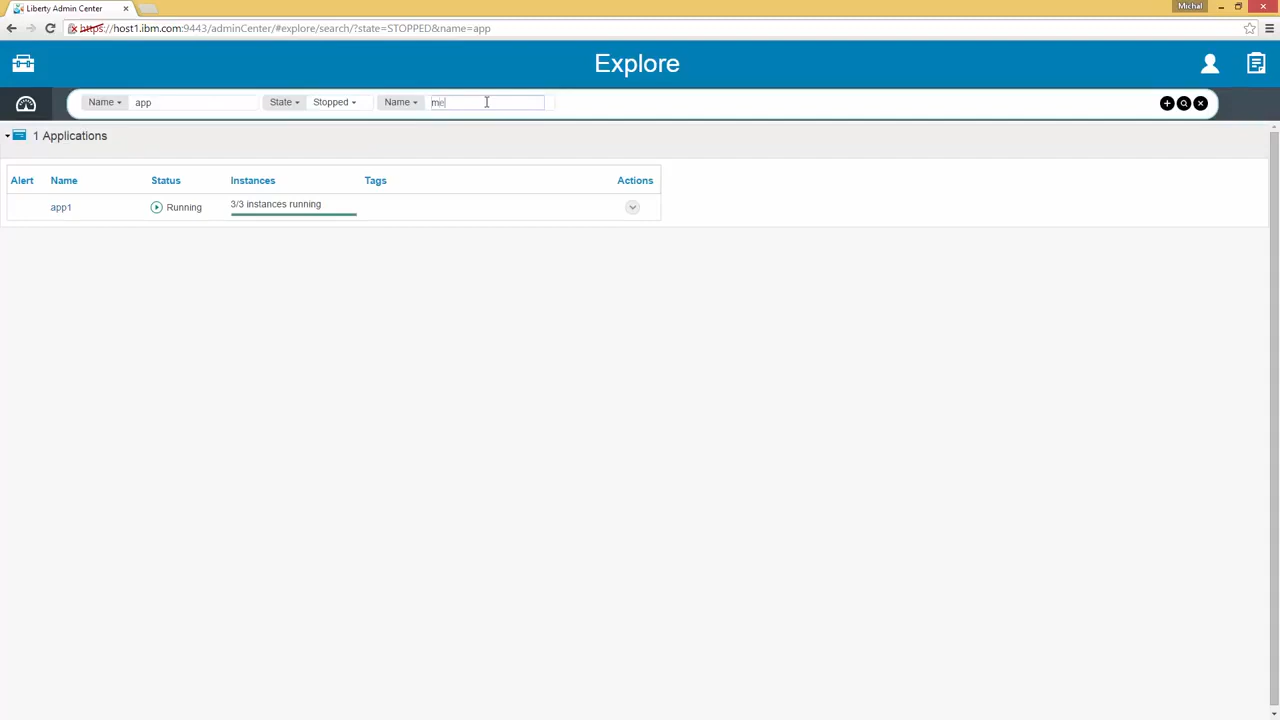 Liberty Admin Center
Michal
https://host1.ibm.com:9443/adminCenter/#explore/search/?state=STOPPED&name=app
Explore
Name app State Stopped Name me
1 Applications
Alert Name Status Instances Tags Actions
app1 Running 3/3 instances running